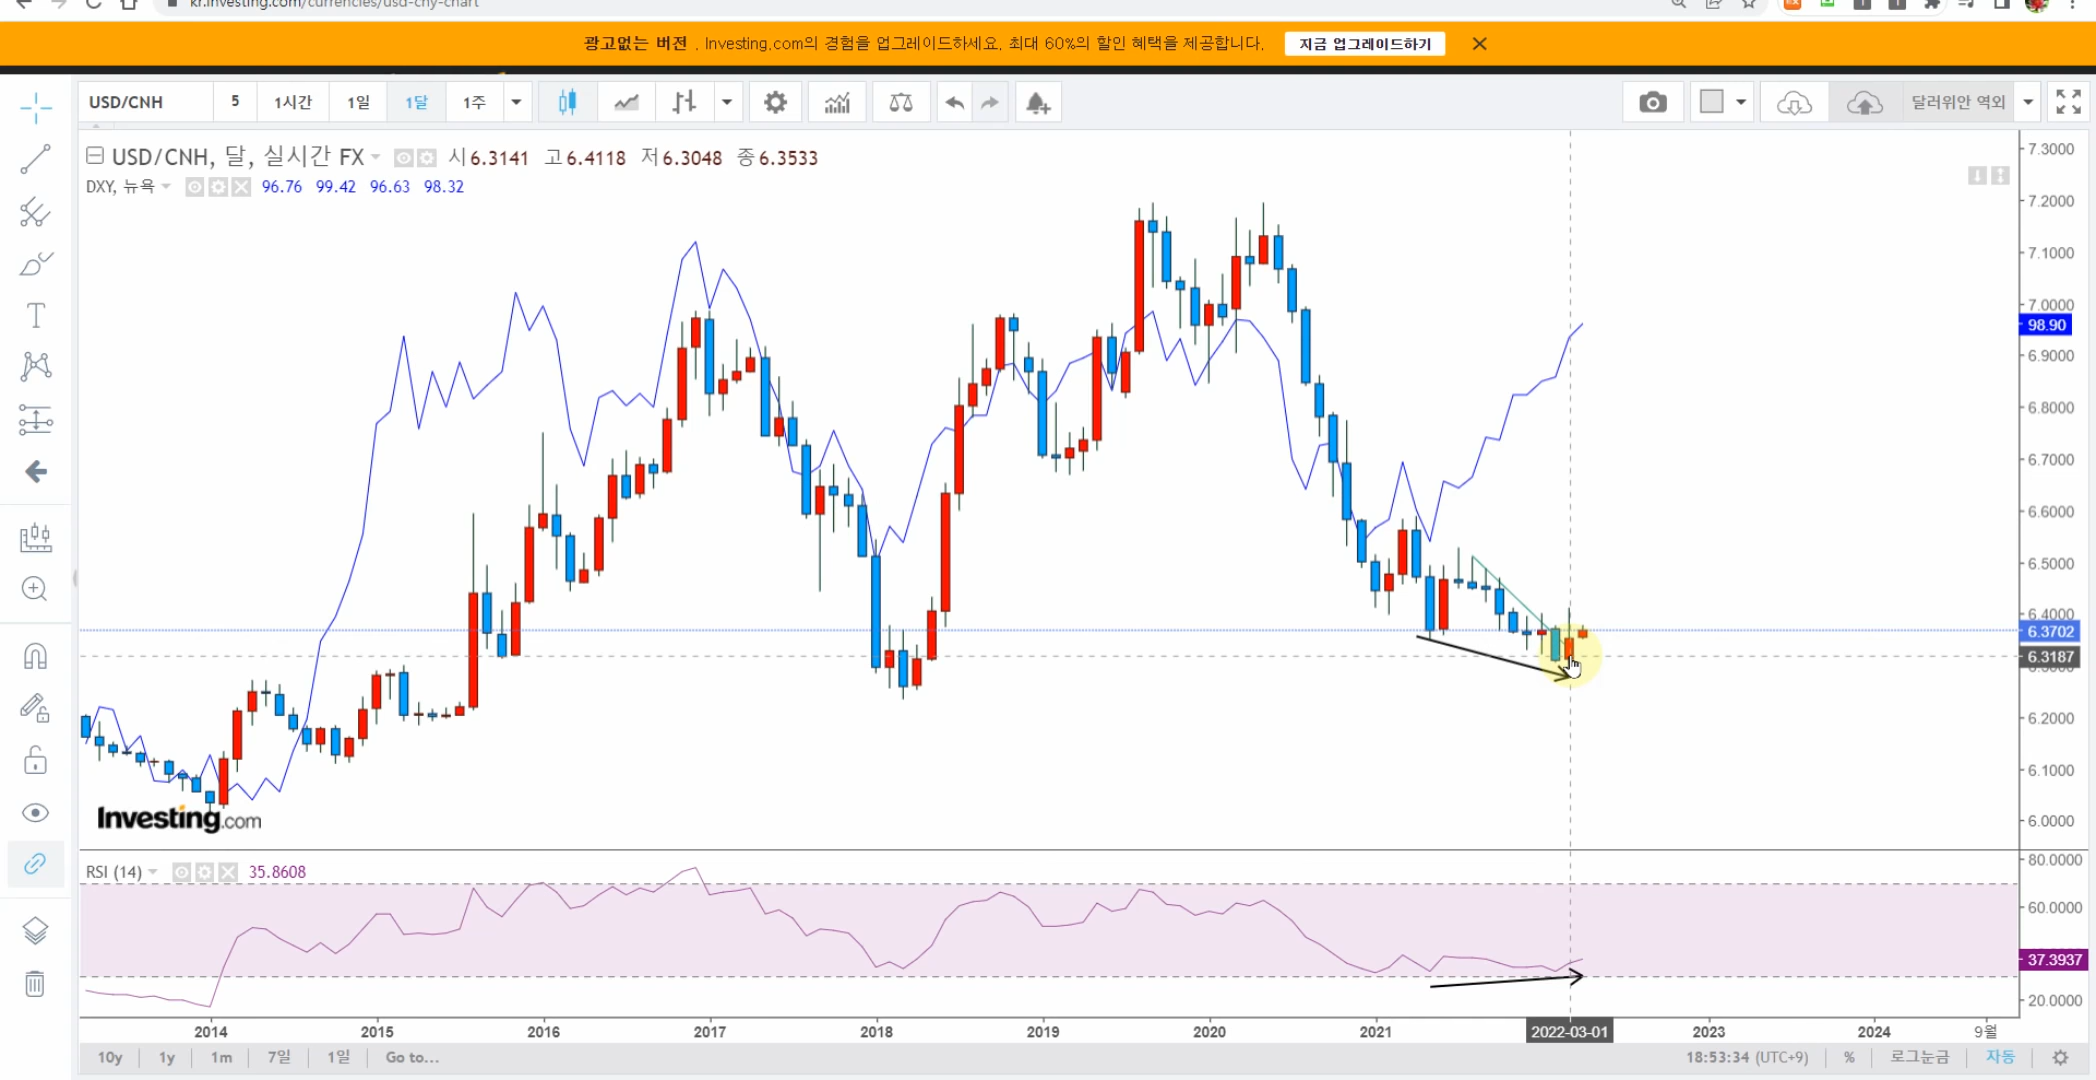 kr.investing.com/currencies/usd-cny-chart
광고없는 버전 . Investing.com의 경험을 업그레이드하세요. 최대 60%의 할인 혜택을 제공합니다. 지금 업그레이드하기
USD/CNH 5 1시간 1일 1달 1주 달러위안 역외
USD/CNH, 달, 실시간 FX 시6.3141 고6.4118 저6.3048 종6.3533
DXY, 뉴욕 96.76 99.42 96.63 98.32
7.3000
7.2000
7.1000
7.0000
98.90
6.9000
6.8000
6.7000
6.6000
6.5000
6.4000
6.3702
6.3187
6.2000
6.1000
6.0000
Investing.com
RSI (14) 35.8608
80.0000
60.0000
37.3937
20.0000
2014 2015 2016 2017 2018 2019 2020 2021 2022-03-01 2023 2024 9월
10y 1y 1m 7일 1일 Go to... 18:53:34 (UTC+9) % 로그눈금 자동